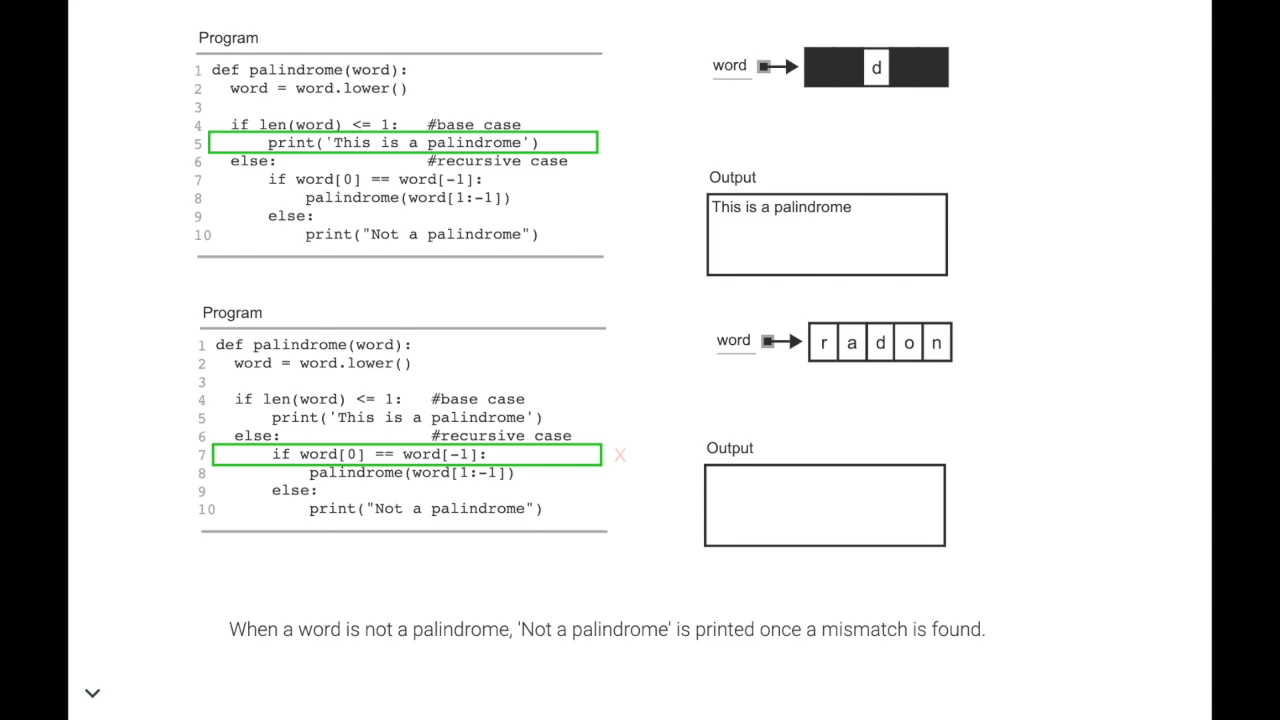 Program
1 def palindrome(word):
2 word = word.lower()
3
4 if len(word) <= 1: #base case
5 print('This is a palindrome')
6 else: #recursive case
7 if word[0] == word[-1]:
8 palindrome(word[1:-1])
9 else:
10 print("Not a palindrome")
word d
Output
This is a palindrome
Program
1 def palindrome(word):
2 word = word.lower()
3
4 if len(word) <= 1: #base case
5 print('This is a palindrome')
6 else: #recursive case
7 if word[0] == word[-1]: X
8 palindrome(word[1:-1])
9 else:
10 print("Not a palindrome")
word r a d o n
Output
When a word is not a palindrome, 'Not a palindrome' is printed once a mismatch is found.